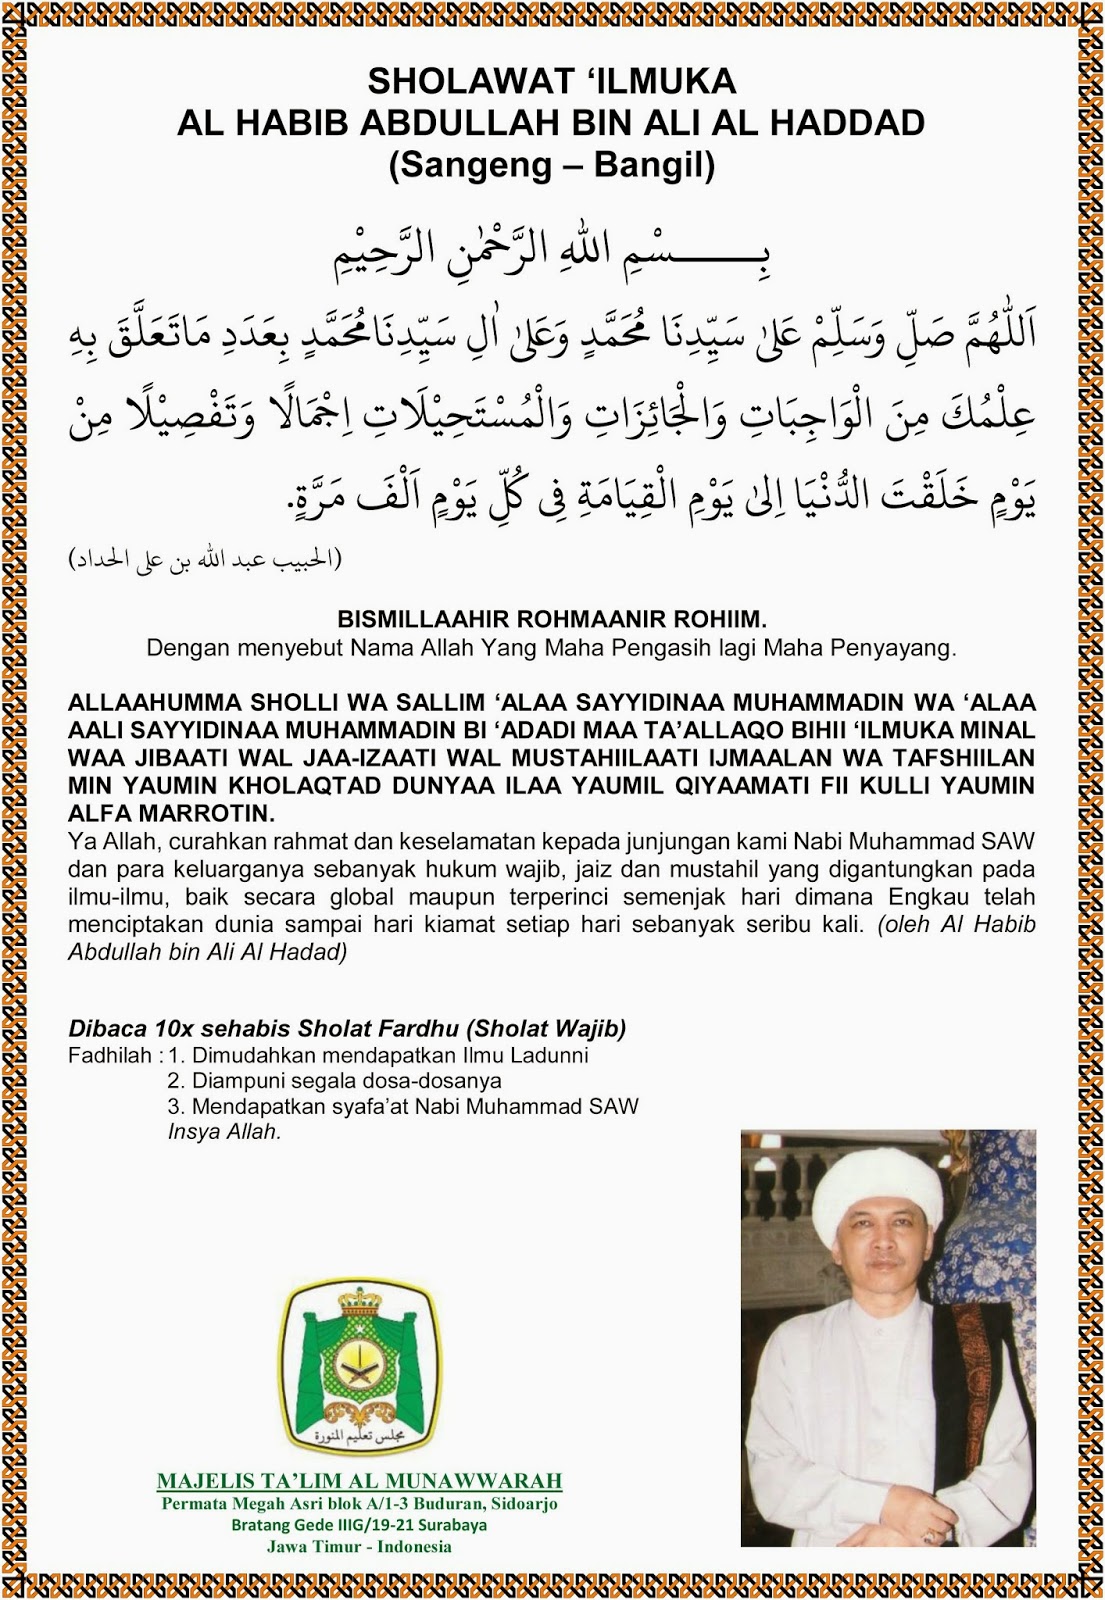 SHOLAWAT ‘ILMUKA
AL HABIB ABDULLAH BIN ALI AL HADDAD
(Sangeng – Bangil)
بِـــــــسْمِ اللهِ الرَّحْمٰنِ الرَّحِيْمِ
اَللّٰهُمَّ صَلِّ وَسَلِّمْ عَلىٰ سَيِّدِنَا مُحَمَّدٍ وَعَلىٰ اٰلِ سَيِّدِنَامُحَمَّدٍ بِعَدَدِ مَاتَعَلَّقَ بِهِ
عِلْمُكَ مِنَ الْوَاجِبَاتِ وَالْجَائِزَاتِ وَالْمُسْتَحِيْلَاتِ اِجْمَالًا وَتَفْصِيْلًا مِنْ
يَوْمٍ خَلَقْتَ الدُّنْيَا اِلىٰ يَوْمِ الْقِيَامَةِ فِى كُلِّ يَوْمٍ اَلْفَ مَرَّةٍ.
(الحبيب عبد الله بن على الحداد)
BISMILLAAHIR ROHMAANIR ROHIIM.
Dengan menyebut Nama Allah Yang Maha Pengasih lagi Maha Penyayang.
ALLAAHUMMA SHOLLI WA SALLIM ‘ALAA SAYYIDINAA MUHAMMADIN WA ‘ALAA
AALI SAYYIDINAA MUHAMMADIN BI ‘ADADI MAA TA’ALLAQO BIHII ‘ILMUKA MINAL
WAA JIBAATI WAL JAA-IZAATI WAL MUSTAHIILAATI IJMAALAN WA TAFSHIILAN
MIN YAUMIN KHOLAQTAD DUNYAA ILAA YAUMIL QIYAAMATI FII KULLI YAUMIN
ALFA MARROTIN.
Ya Allah, curahkan rahmat dan keselamatan kepada junjungan kami Nabi Muhammad SAW
dan para keluarganya sebanyak hukum wajib, jaiz dan mustahil yang digantungkan pada
ilmu-ilmu, baik secara global maupun terperinci semenjak hari dimana Engkau telah
menciptakan dunia sampai hari kiamat setiap hari sebanyak seribu kali. (oleh Al Habib
Abdullah bin Ali Al Hadad)
Dibaca 10x sehabis Sholat Fardhu (Sholat Wajib)
Fadhilah : 1. Dimudahkan mendapatkan Ilmu Ladunni
2. Diampuni segala dosa-dosanya
3. Mendapatkan syafa’at Nabi Muhammad SAW
Insya Allah.
مجلس تعليم المنورة
MAJELIS TA’LIM AL MUNAWWARAH
Permata Megah Asri blok A/1-3 Buduran, Sidoarjo
Bratang Gede IIIG/19-21 Surabaya
Jawa Timur - Indonesia